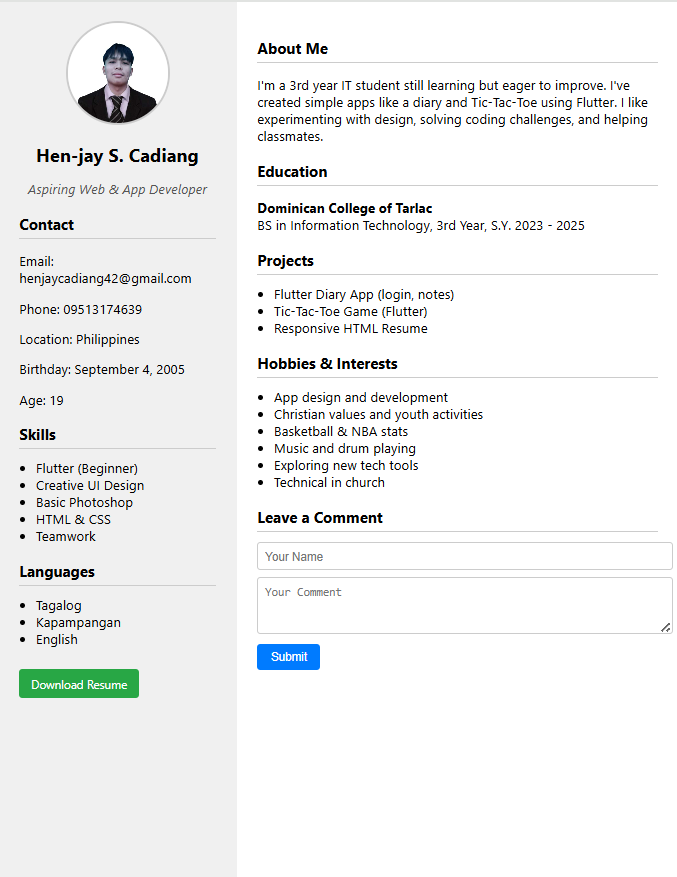 Hen-jay S. Cadiang
Aspiring Web & App Developer
Contact
Email:
henjaycadiang42@gmail.com
Phone: 09513174639
Location: Philippines
Birthday: September 4, 2005
Age: 19
Skills
Flutter (Beginner)
Creative UI Design
Basic Photoshop
HTML & CSS
Teamwork
Languages
Tagalog
Kapampangan
English
Download Resume
About Me
I'm a 3rd year IT student still learning but eager to improve. I've
created simple apps like a diary and Tic-Tac-Toe using Flutter. I like
experimenting with design, solving coding challenges, and helping
classmates.
Education
Dominican College of Tarlac
BS in Information Technology, 3rd Year, S.Y. 2023 - 2025
Projects
Flutter Diary App (login, notes)
Tic-Tac-Toe Game (Flutter)
Responsive HTML Resume
Hobbies & Interests
App design and development
Christian values and youth activities
Basketball & NBA stats
Music and drum playing
Exploring new tech tools
Technical in church
Leave a Comment
Your Name
Your Comment
Submit